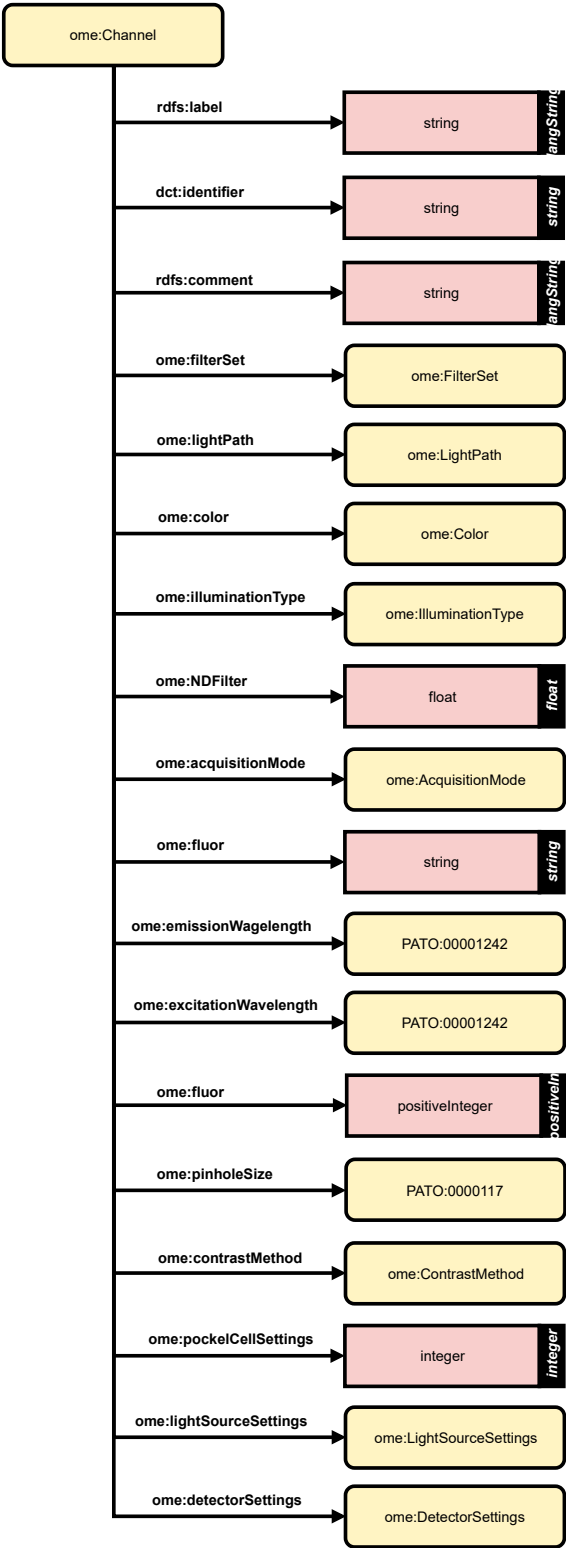 ome:Channel
rdfs:label
string
langString
dct:identifier
string
string
rdfs:comment
string
langString
ome:filterSet
ome:FilterSet
ome:lightPath
ome:LightPath
ome:color
ome:Color
ome:illuminationType
ome:IlluminationType
ome:NDFilter
float
float
ome:acquisitionMode
ome:AcquisitionMode
ome:fluor
string
string
ome:emissionWagelength
PATO:00001242
ome:excitationWavelength
PATO:00001242
ome:fluor
positiveInteger
positiveIn
ome:pinholeSize
PATO:0000117
ome:contrastMethod
ome:ContrastMethod
ome:pockelCellSettings
integer
integer
ome:lightSourceSettings
ome:LightSourceSettings
ome:detectorSettings
ome:DetectorSettings